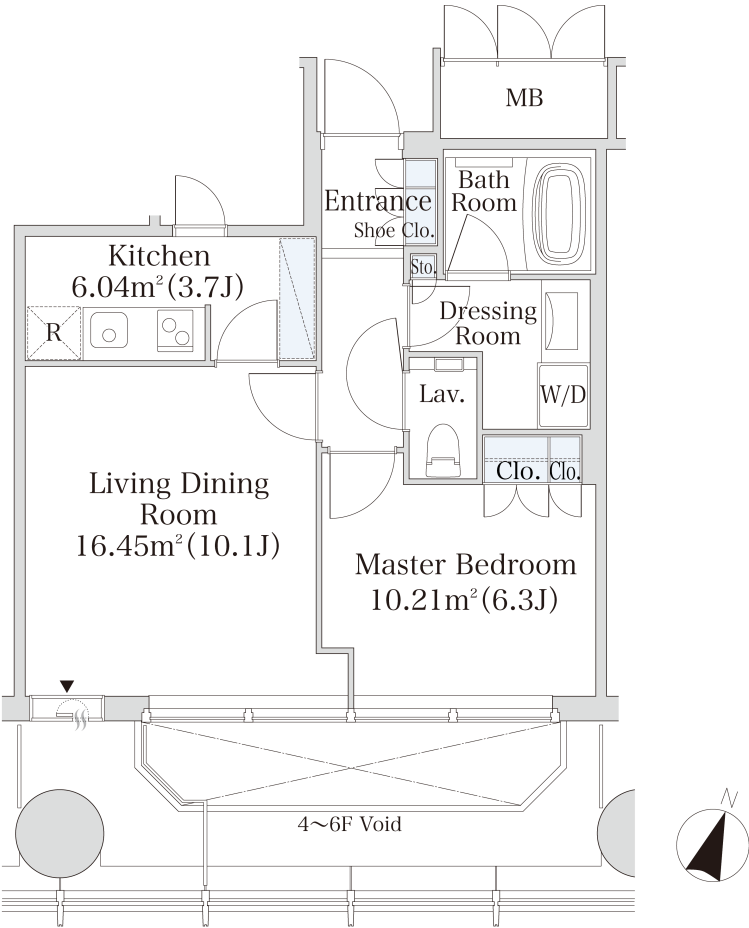 MB
Bath
Room
Entrance
Shoe Clo.
Kitchen
6.04m²(3.7J)
Sto.
Dressing
Room
R
Lav.
W/D
Clo.
Clo.
Living Dining
Room
16.45m²(10.1J)
Master Bedroom
10.21m²(6.3J)
4～6F Void
N